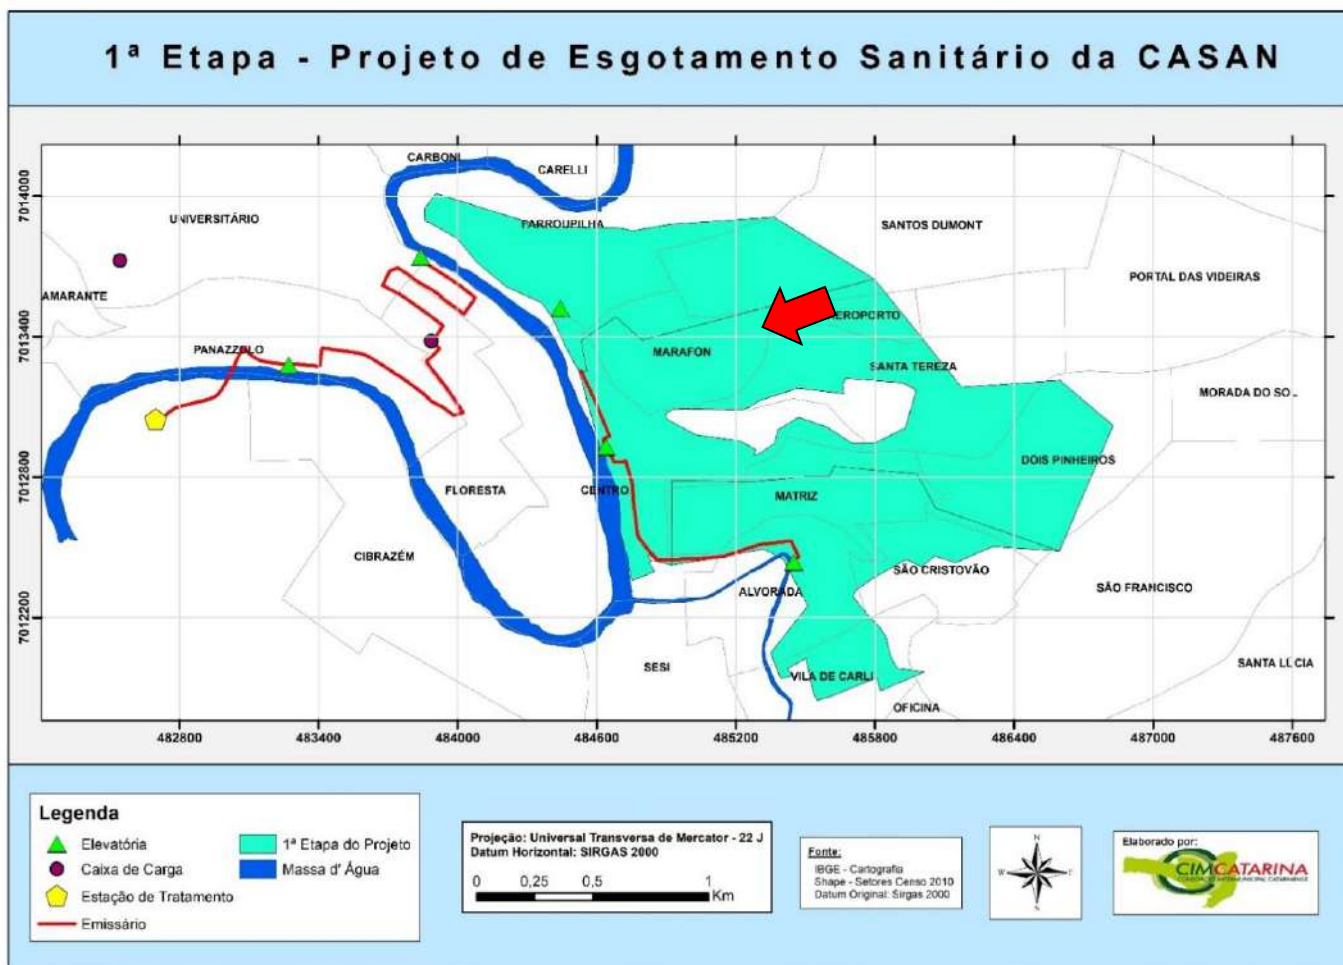 1ª Etapa - Projeto de Esgotamento Sanitário da CASAN
CARBONI
CARELLI
7014000
UNIVERSITÁRIO
FARROUPILHA
SANTOS DUMONT
PORTAL DAS VIDEIRAS
AMARANTE
AEROPORTO
7013400
PANAZZOLO
MARAFON
SANTA TEREZA
MORADA DO SOL
DOIS PINHEIROS
7012800
FLORESTA
CENTRO
MATRIZ
CIBRAZÉM
SÃO CRISTOVÃO
ALVORADA
SÃO FRANCISCO
7012200
SESI
SANTA LÚCIA
VILA DE CARLI
OFICINA
482800 483400 484000 484600 485200 485800 486400 487000 487600
Legenda
Elevatória
Caixa de Carga
Estação de Tratamento
Emissário
1ª Etapa do Projeto
Massa d' Água
Projeção: Universal Transversa de Mercator - 22 J
Datum Horizontal: SIRGAS 2000
0 0,25 0,5 1
Km
Fonte:
IBGE - Cartografia
Shape - Setores Censo 2010
Datum Original: Sirgas 2000
N
W E
Elaborado por:
CIMCATARINA
CONSÓRCIO INTERMUNICIPAL CATARINENSE